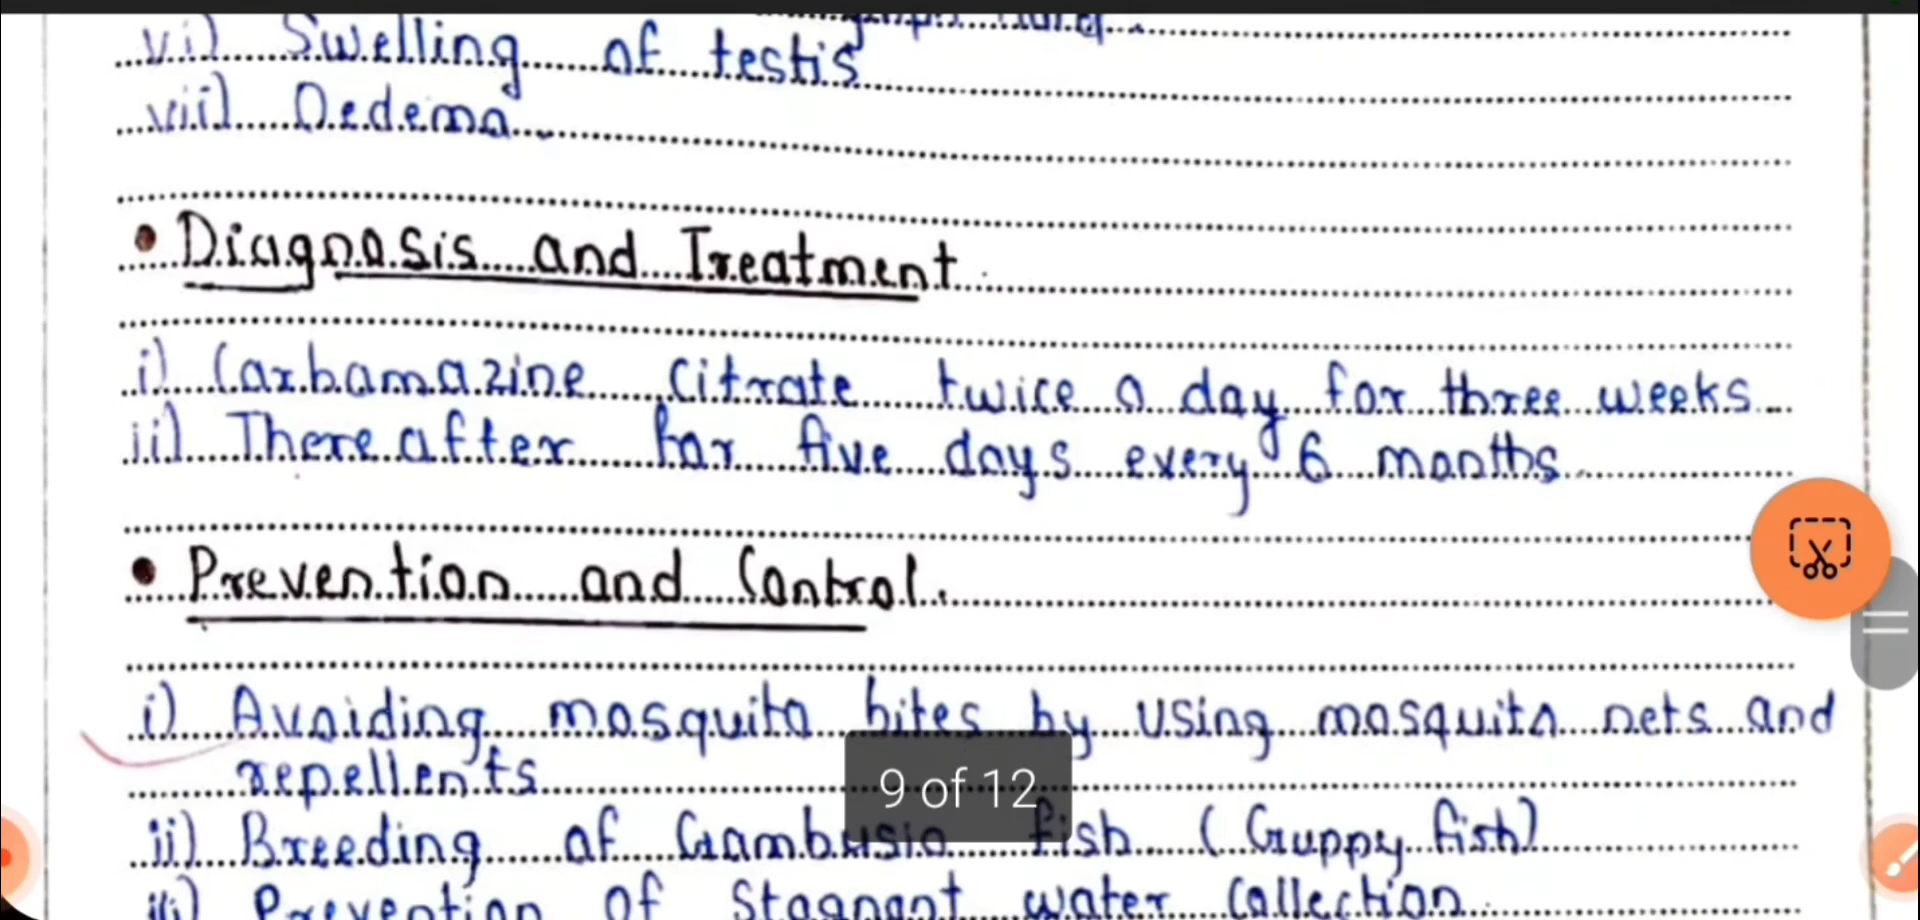 vi) Swelling of testis
vii) Oedema
• Diagnosis and Treatment
i) Carbamazine citrate twice a day for three weeks
ii) Thereafter for five days every 6 months
• Prevention and Control.
i) Avoiding mosquito bites by using mosquito nets and
repellents
9 of 12
ii) Breeding of Gambusia fish (Guppy fish)
iii) Prevention of stagnant water collection.